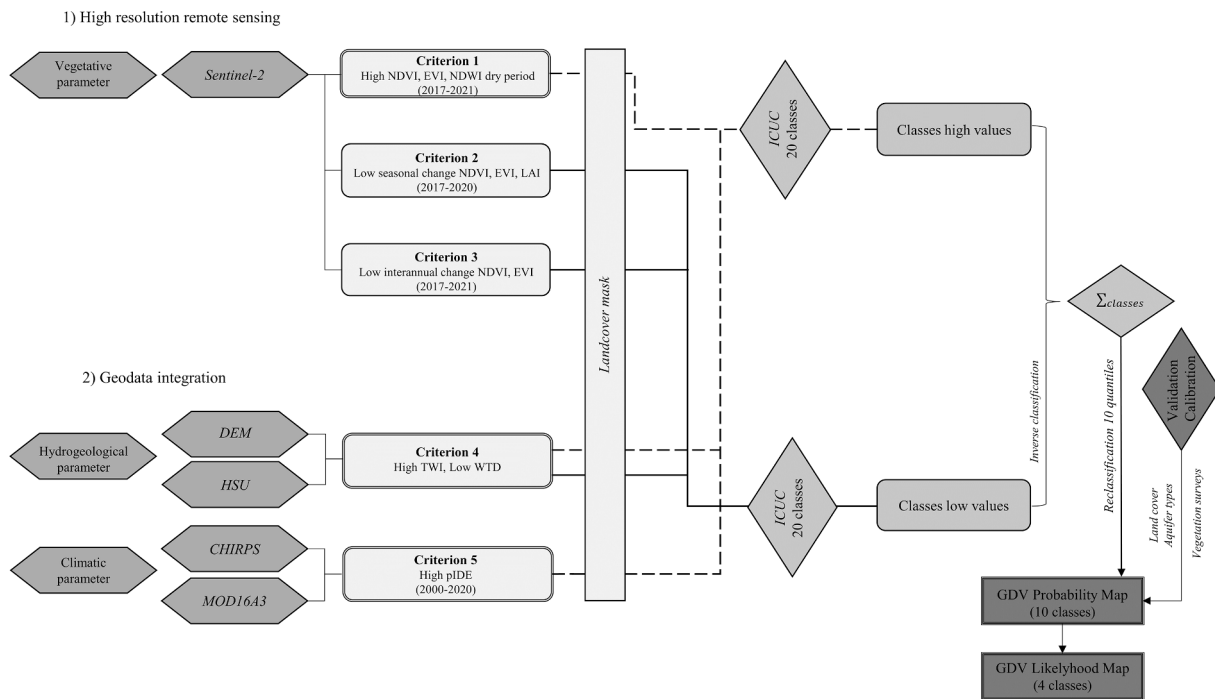 1) High resolution remote sensing
Vegetative
parameter
Sentinel-2
Criterion 1
High NDVI, EVI, NDWI dry period
(2017-2021)
Criterion 2
Low seasonal change NDVI, EVI, LAI
(2017-2020)
Criterion 3
Low interannual change NDVI, EVI
(2017-2021)
2) Geodata integration
Hydrogeological
parameter
DEM
HSU
Criterion 4
High TWI, Low WTD
Climatic
parameter
CHIRPS
MOD16A3
Criterion 5
High pIDE
(2000-2020)
Landcover mask
ICUC
20 classes
Classes high values
ICUC
20 classes
Classes low values
Inverse classification
∑classes
Reclassification 10 quantiles
Validation
Calibration
Land cover
Aquifer types
Vegetation surveys
GDV Probability Map
(10 classes)
GDV Likelyhood Map
(4 classes)